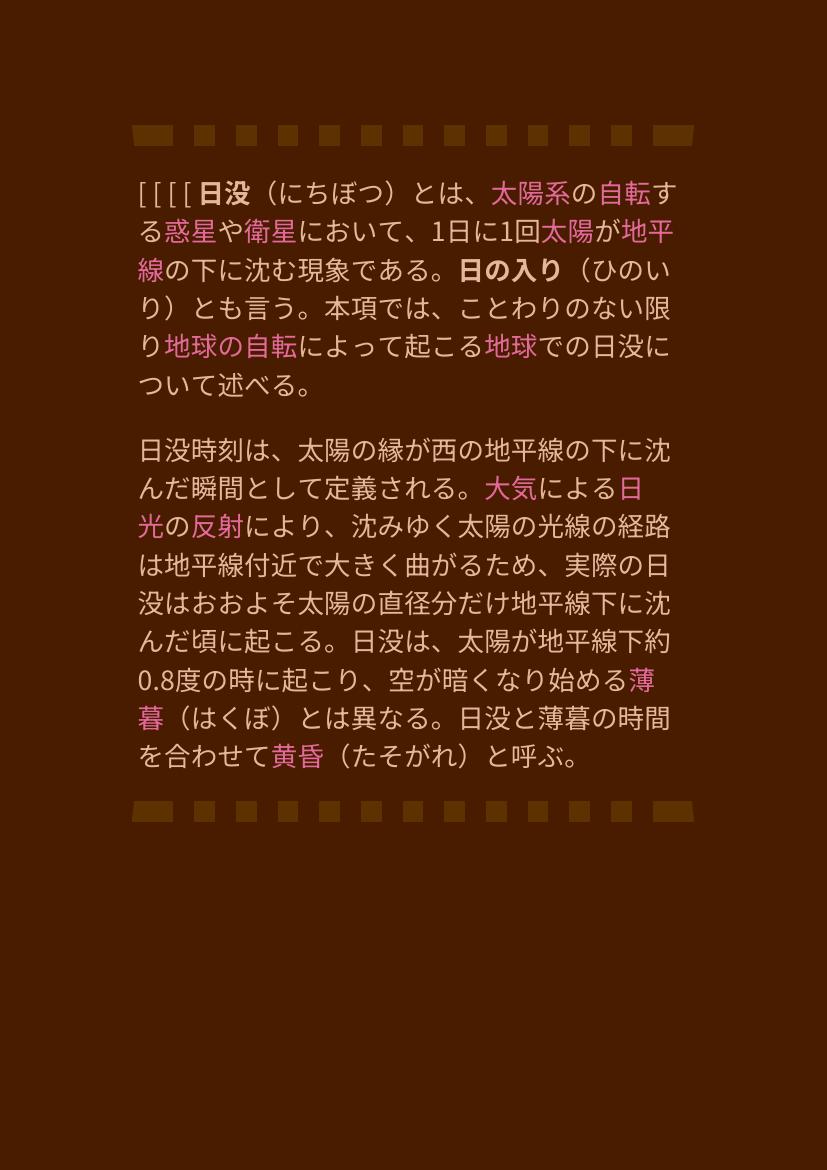 [ [ [ [ 日没（にちぼつ）とは、太陽系の自転す
る惑星や衛星において、1日に1回太陽が地平
線の下に沈む現象である。日の入り（ひのい
り）とも言う。本項では、ことわりのない限
り地球の自転によって起こる地球での日没に
ついて述べる。
日没時刻は、太陽の縁が西の地平線の下に沈
んだ瞬間として定義される。大気による日
光の反射により、沈みゆく太陽の光線の経路
は地平線付近で大きく曲がるため、実際の日
没はおおよそ太陽の直径分だけ地平線下に沈
んだ頃に起こる。日没は、太陽が地平線下約
0.8度の時に起こり、空が暗くなり始める薄
暮（はくぼ）とは異なる。日没と薄暮の時間
を合わせて黄昏（たそがれ）と呼ぶ。